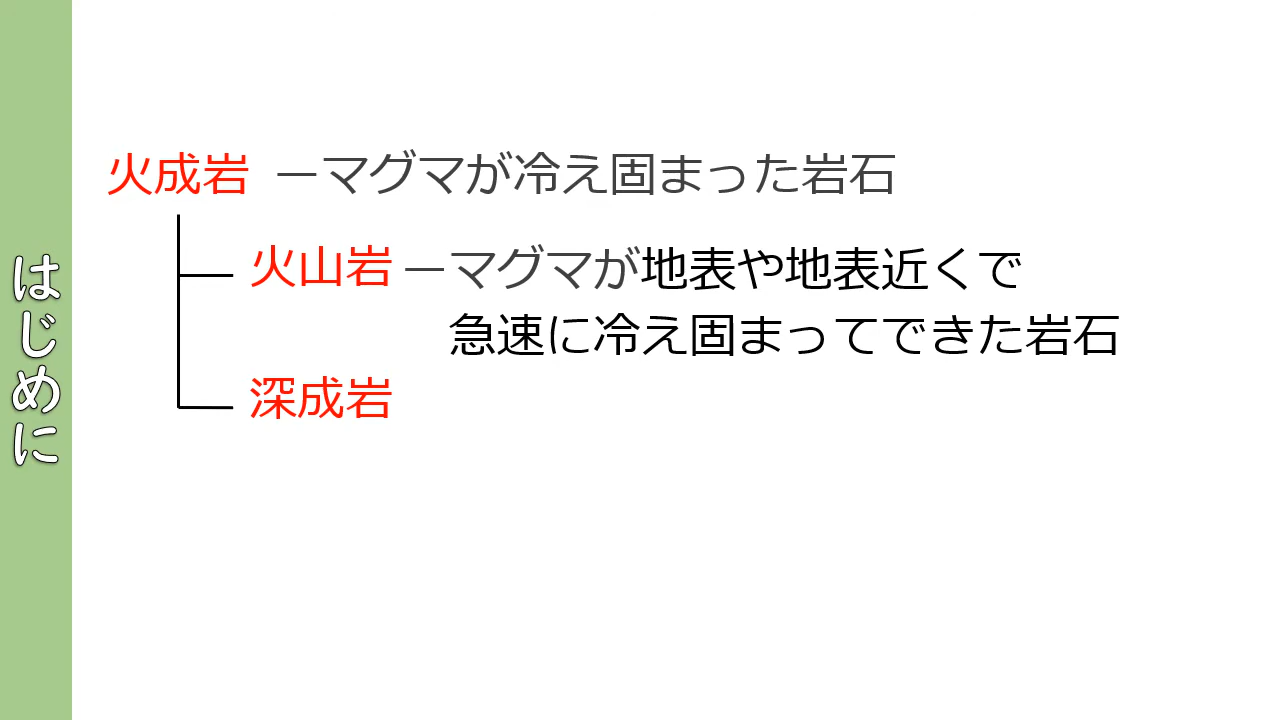 はじめに
火成岩 ーマグマが冷え固まった岩石
火山岩 ーマグマが地表や地表近くで
急速に冷え固まってできた岩石
深成岩